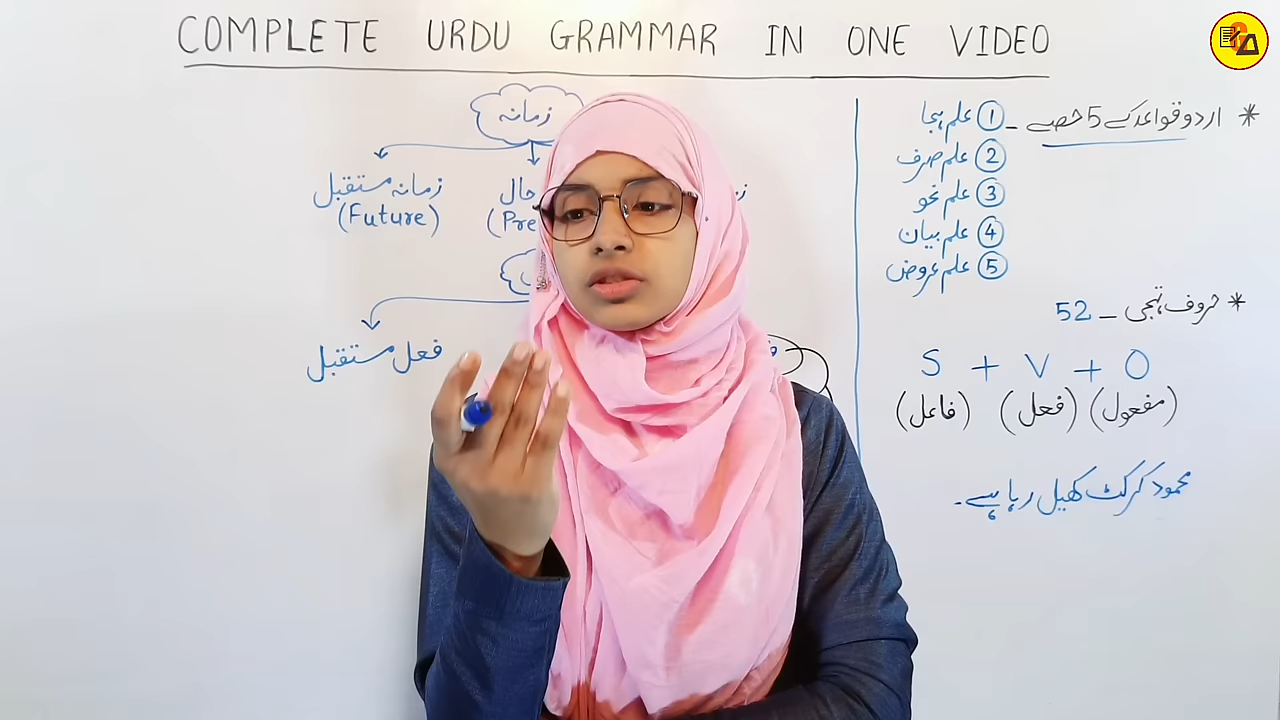 COMPLETE URDU GRAMMAR IN ONE VIDEO
* اردو قواعد کے 5 حصے _
① علم ہجا
② علم صرف
③ علم نحو
④ علم بیان
⑤ علم عروض
* حروف تہجی _ 52
S + V + O
(فاعل) (فعل) (مفعول)
محمود کرکٹ کھیل رہا ہے۔
زمانہ
حال زمانہ مستقبل
(Pre (Future)
فعل مستقبل